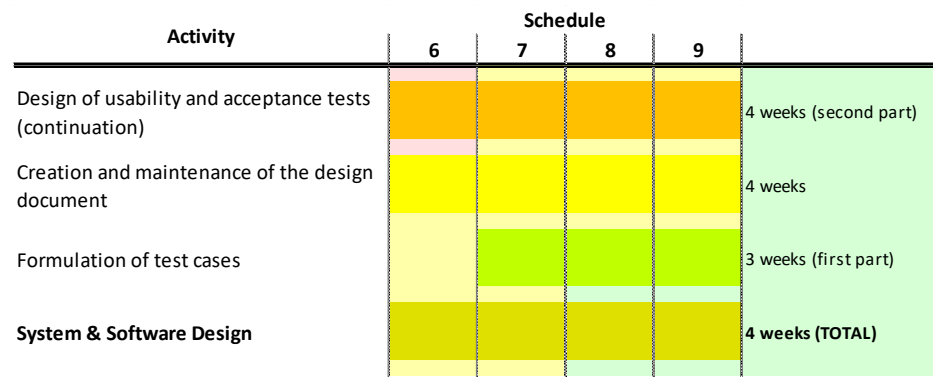 Schedule
Activity
6 7 8 9
Design of usability and acceptance tests
(continuation)
4 weeks (second part)
Creation and maintenance of the design
document
4 weeks
Formulation of test cases
3 weeks (first part)
System & Software Design
4 weeks (TOTAL)